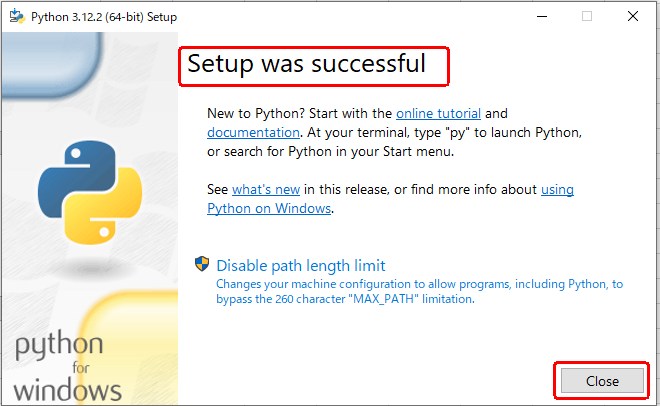 Python 3.12.2 (64-bit) Setup
Setup was successful
New to Python? Start with the online tutorial and
documentation. At your terminal, type "py" to launch Python,
or search for Python in your Start menu.
See what's new in this release, or find more info about using
Python on Windows.
Disable path length limit
Changes your machine configuration to allow programs, including Python, to
bypass the 260 character "MAX_PATH" limitation.
python
for
windows
Close